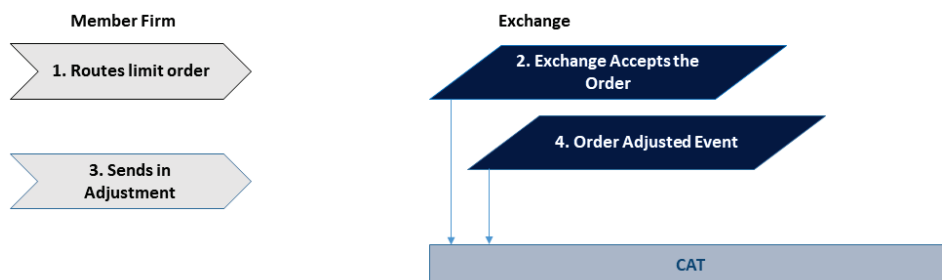 Member Firm
Exchange
1. Routes limit order
2. Exchange Accepts the
Order
4. Order Adjusted Event
3. Sends in
Adjustment
CAT